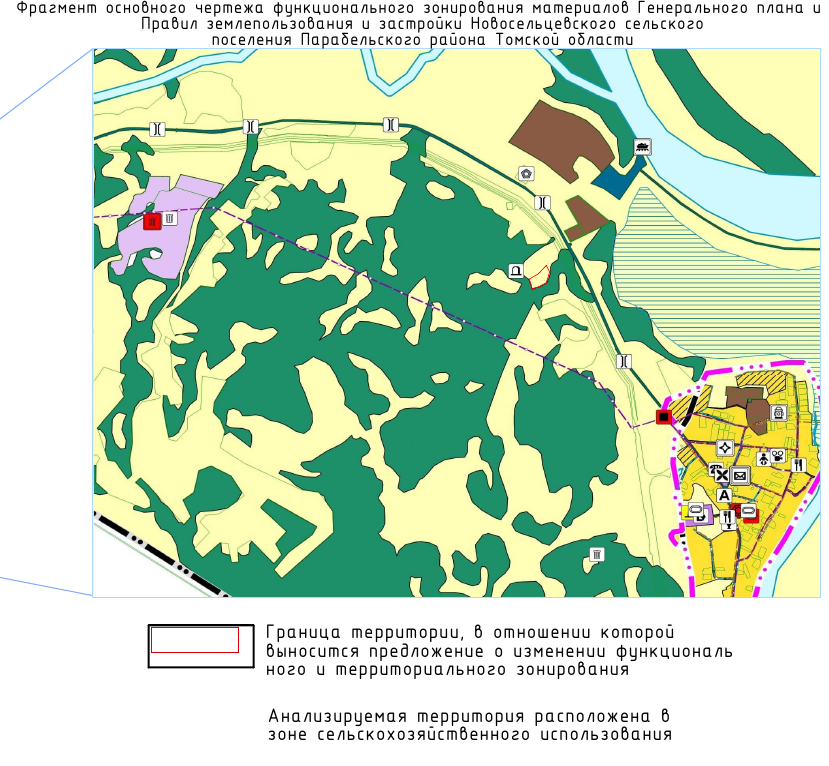 Фрагмент основного чертежа функционального зонирования материалов Генерального плана и
Правил землепользования и застройки Новосельцевского сельского
поселения Парабельского района Томской области
А
Граница территории, в отношении которой
выносится предложение о изменении функциональ
ного и территориального зонирования
Анализируемая территория расположена в
зоне сельскохозяйственного использования